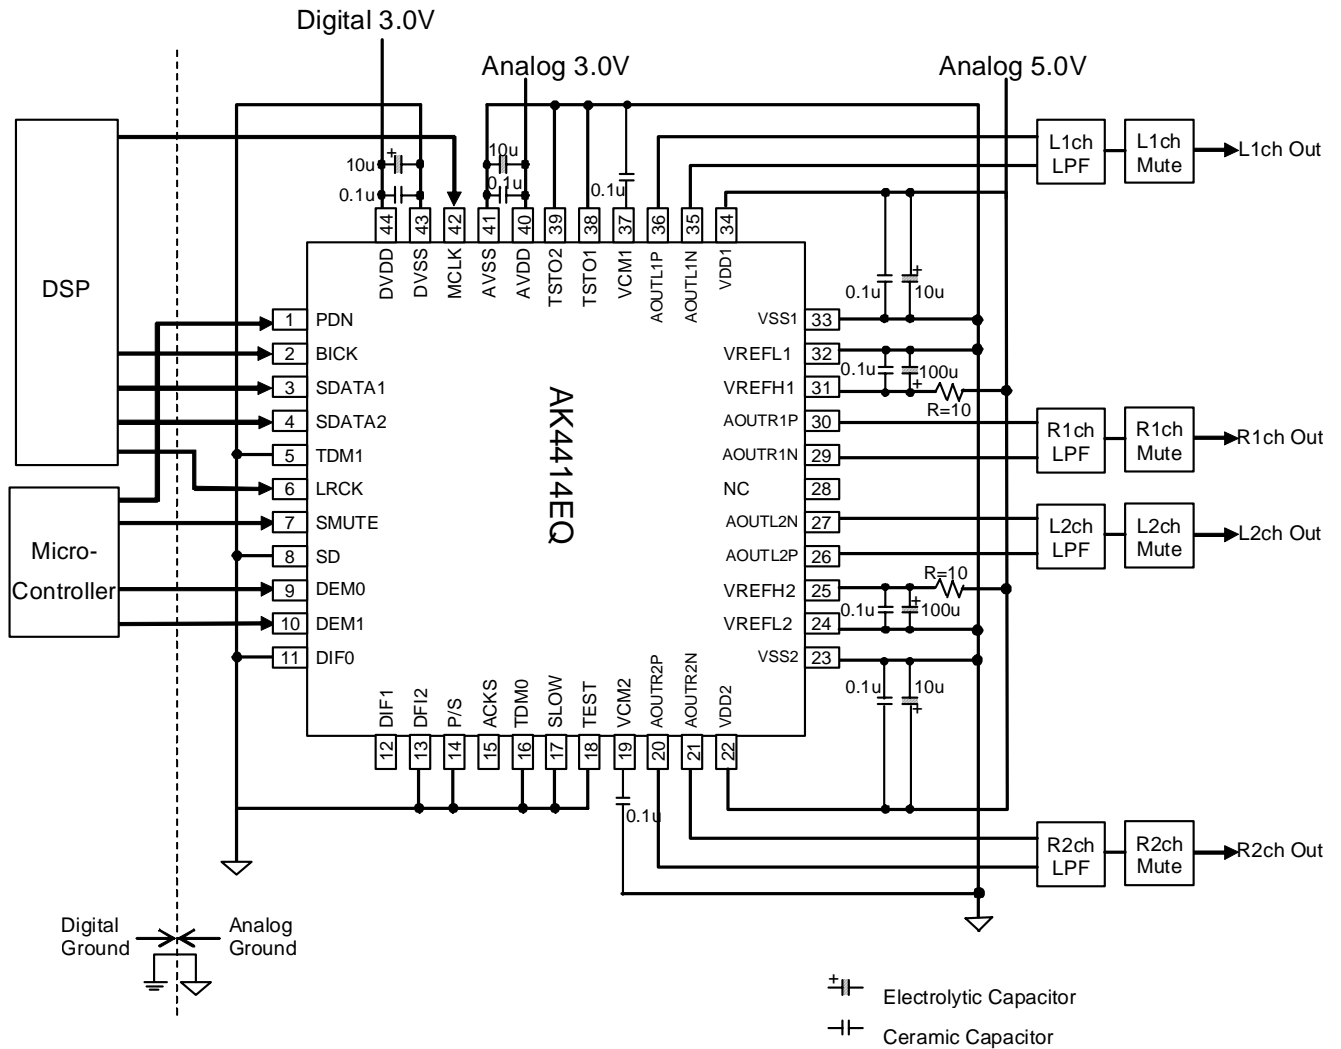 Digital 3.0V
Analog 3.0V
Analog 5.0V
DSP
Micro-
Controller
10u
+
0.1u
10u
0.1u
0.1u
44
43
42
41
40
39
38
37
36
35
34
DVDD
DVSS
MCLK
AVSS
AVDD
TSTO2
TSTO1
VCM1
AOUTL1P
AOUTL1N
VDD1
1 PDN
2 BICK
3 SDATA1
4 SDATA2
5 TDM1
6 LRCK
7 SMUTE
8 SD
9 DEM0
10 DEM1
11 DIF0
AK4414EQ
VSS1 33
VREFL1 32
VREFH1 31
AOUTR1P 30
AOUTR1N 29
NC 28
AOUTL2N 27
AOUTL2P 26
VREFH2 25
VREFL2 24
VSS2 23
DIF1
DFI2
P/S
ACKS
TDM0
SLOW
TEST
VCM2
AOUTR2P
AOUTR2N
VDD2
12
13
14
15
16
17
18
19
20
21
22
0.1u
+
0.1u
10u
0.1u
100u
+
R=10
R=10
+
0.1u
100u
0.1u
10u
+
L1ch
LPF
L1ch
Mute
L1ch Out
R1ch
LPF
R1ch
Mute
R1ch Out
L2ch
LPF
L2ch
Mute
L2ch Out
R2ch
LPF
R2ch
Mute
R2ch Out
Digital
Ground
Analog
Ground
+
Electrolytic Capacitor
Ceramic Capacitor